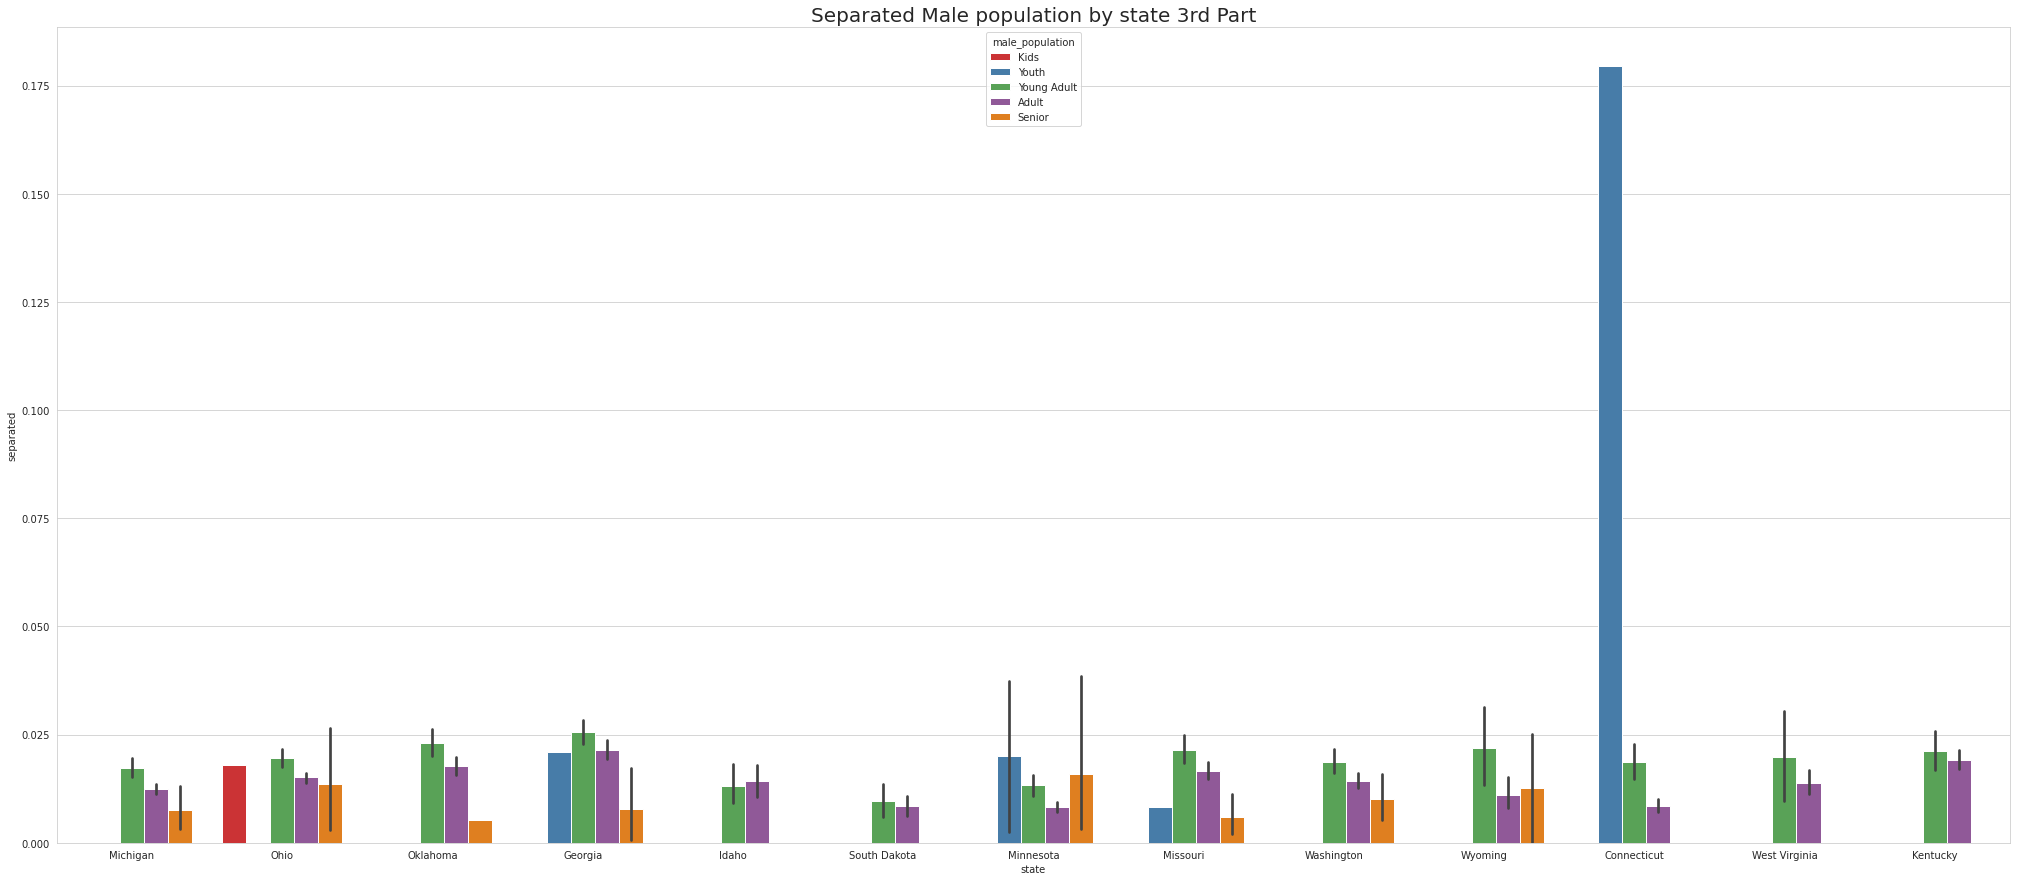 Separated Male population by state 3rd Part
male_population
Kids
Youth
Young Adult
Adult
Senior
0.175
0.150
0.125
0.100
0.075
0.050
0.025
0.000
separated
Michigan Ohio Oklahoma Georgia Idaho South Dakota Minnesota Missouri Washington Wyoming Connecticut West Virginia Kentucky
state